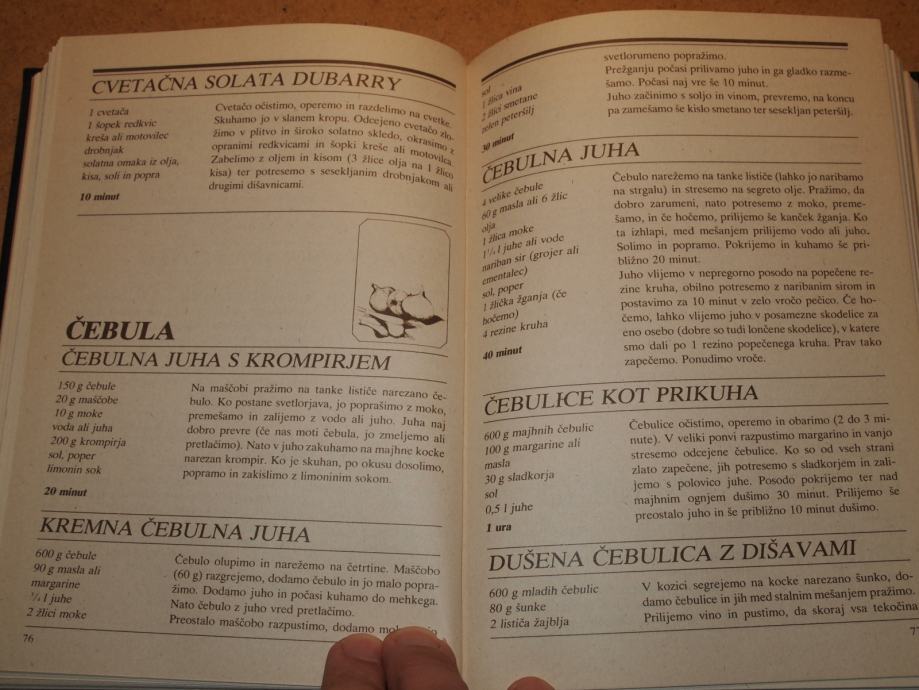 CVETAČNA SOLATA DUBARRY
1 cvetača
1 šopek redkvic
kreša ali motovilec
drobnjak
solatna omaka iz olja,
kisa, soli in popra
10 minut
Cvetačo očistimo, operemo in razdelimo na cvetke.
Skuhamo jo v slanem kropu. Odcejeno cvetačo zlo-
žimo v plitvo in široko solatno skledo, okrasimo z
opranimi redkvicami in šopki kreše ali motovilca.
Zabelimo z oljem in kisom (3 žlice olja na 1 žlico
kisa) ter potresemo s sesekljanim drobnjakom ali
drugimi dišavnicami.
ČEBULA
ČEBULNA JUHA S KROMPIRJEM
150 g čebule
20 g maščobe
10 g moke
voda ali juha
200 g krompirja
sol, poper
limonin sok
20 minut
Na maščobi pražimo na tanke lističe narezano če-
bulo. Ko postane svetlorjava, jo poprašimo z moko,
premešamo in zalijemo z vodo ali juho. Juha naj
dobro prevre (če nas moti čebula, jo zmeljemo ali
pretlačimo). Nato v juho zakuhamo na majhne kocke
narezan krompir. Ko je skuhan, po okusu dosolimo,
popramo in zakislimo z limoninim sokom.
KREMNA ČEBULNA JUHA
600 g čebule
90 g masla ali
margarine
3/4 l juhe
2 žlici moke
Čebulo olupimo in narežemo na četrtine. Maščobo
(60 g) razgrejemo, dodamo čebulo in jo malo popra-
žimo. Dodamo juho in počasi kuhamo do mehkega.
Nato čebulo z juho vred pretlačimo.
Preostalo maščobo razpustimo, dodamo
76
sol
1 žlica vina
2 žlici smetane
zelen peteršilj
30 minut
svetlorumeno popražimo.
Prežganju počasi prilivamo juho in ga gladko razme-
šamo. Počasi naj vre še 10 minut.
Juho začinimo s soljo in vinom, prevremo, na koncu
pa zamešamo še kislo smetano ter sesekljan peteršilj.
ČEBULNA JUHA
4 velike čebule
60 g masla ali 6 žlic
olja
1 žlica moke
1 1/4 l juhe ali vode
nariban sir (grojer ali
ementalec)
sol, poper
1 žlička žganja (če
hočemo)
4 rezine kruha
40 minut
Čebulo narežemo na tanke lističe (lahko jo naribamo
na strgalu) in stresemo na segreto olje. Pražimo, da
dobro zarumeni, nato potresemo z moko, preme-
šamo, in če hočemo, prilijemo še kanček žganja. Ko
ta izhlapi, med mešanjem prilijemo vodo ali juho.
Solimo in popramo. Pokrijemo in kuhamo še pri-
bližno 20 minut.
Juho vlijemo v nepregorno posodo na popečene re-
zine kruha, obilno potresemo z naribanim sirom in
postavimo za 10 minut v zelo vročo pečico. Če ho-
čemo, lahko vlijemo juho v posamezne skodelice za
eno osebo (dobre so tudi lončene skodelice), v katere
smo dali po 1 rezino popečenega kruha. Prav tako
zapečemo. Ponudimo vroče.
ČEBULICE KOT PRIKUHA
600 g majhnih čebulic
100 g margarine ali
masla
30 g sladkorja
sol
0,5 l juhe
1 ura
Čebulice očistimo, operemo in obarimo (2 do 3 mi-
nute). V veliki ponvi razpustimo margarino in vanjo
stresemo odcejene čebulice. Ko so od vseh strani
zlato zapečene, jih potresemo s sladkorjem in zali-
jemo s polovico juhe. Posodo pokrijemo ter nad
majhnim ognjem dušimo 30 minut. Prilijemo še
preostalo juho in še približno 10 minut dušimo.
DUŠENA ČEBULICA Z DIŠAVAMI
600 g mladih čebulic
80 g šunke
2 lističa žajblja
V kozici segrejemo na kocke narezano šunko, do-
damo čebulice in jih med stalnim mešanjem pražimo.
Prilijemo vino in pustimo, da skoraj vsa tekočina